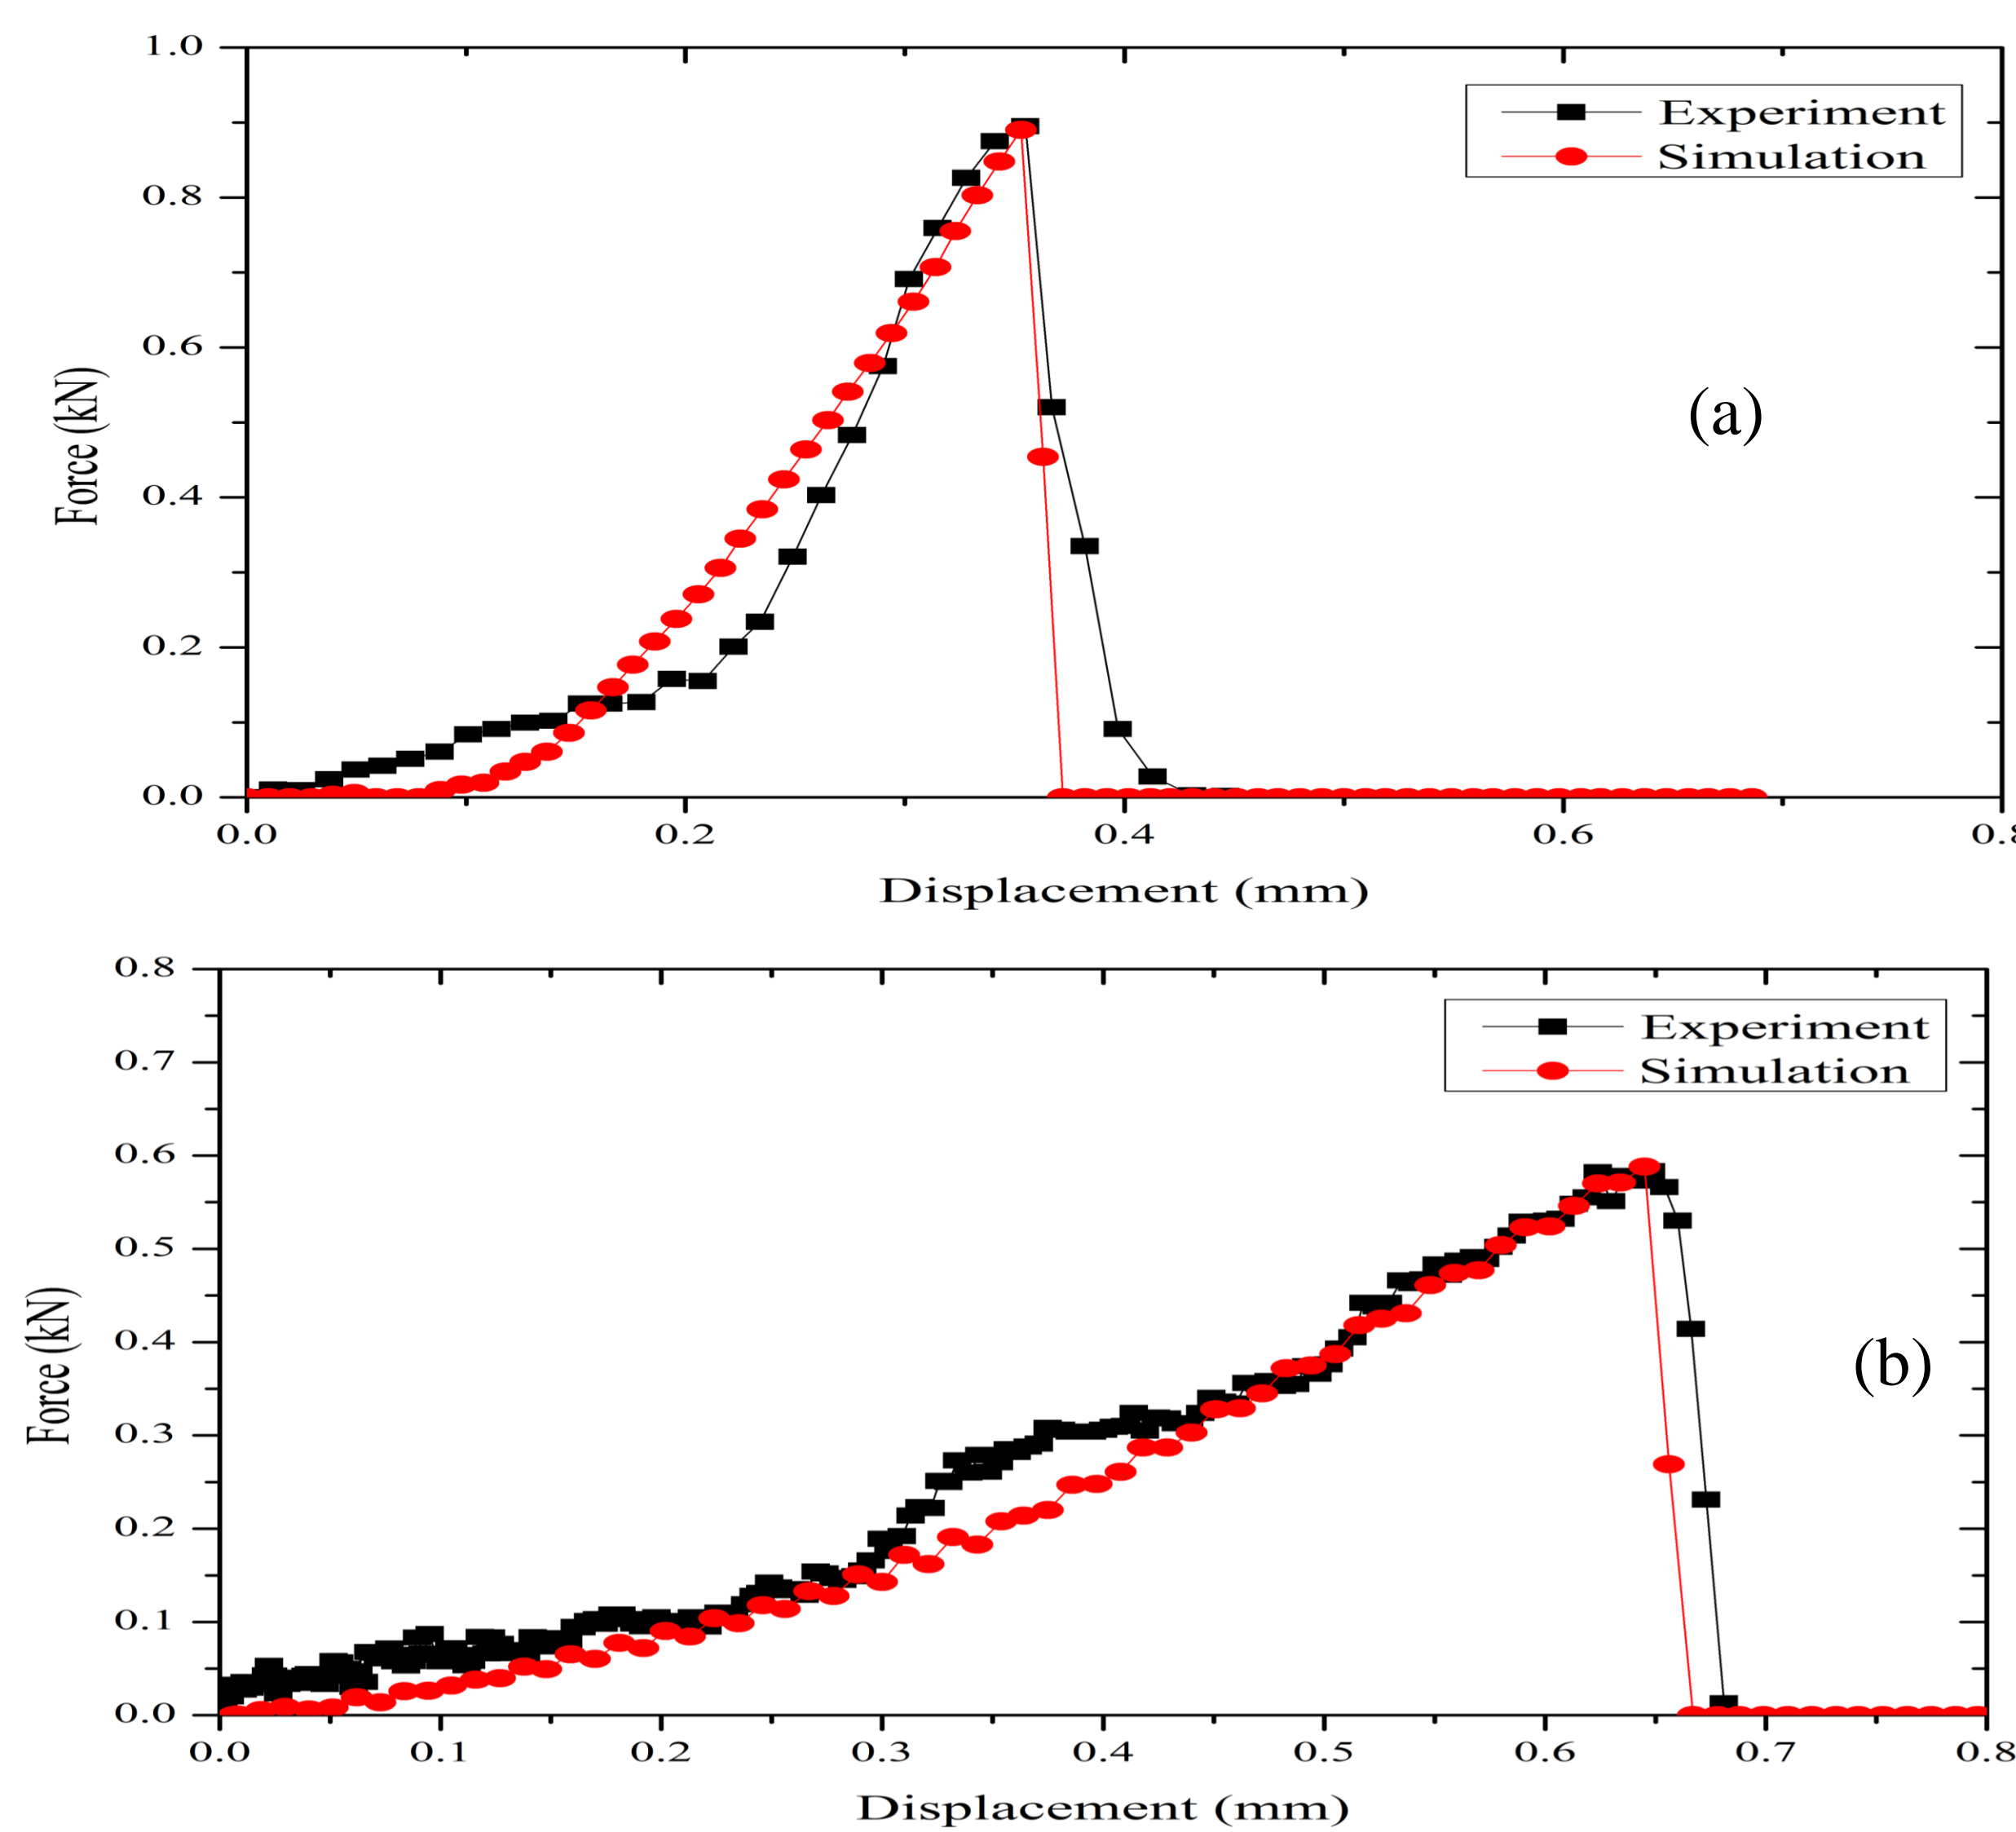 1.0
Experiment
Simulation
0.8
0.6
(a)
Force (kN)
0.4
0.2
0.0
0.0 0.2 0.4 0.6 0.8
Displacement (mm)
0.8
Experiment
Simulation
0.7
0.6
0.5
0.4
(b)
Force (kN)
0.3
0.2
0.1
0.0
0.0 0.1 0.2 0.3 0.4 0.5 0.6 0.7 0.8
Displacement (mm)